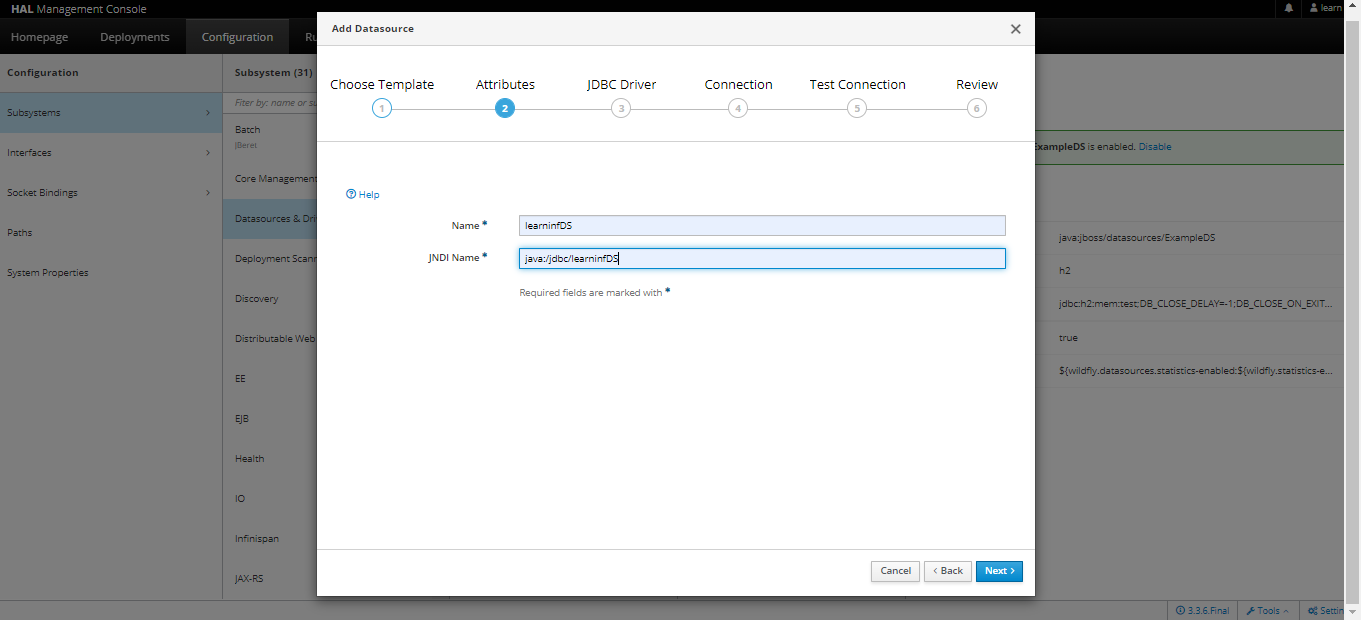 HAL Management Console
learn
Homepage
Deployments
Configuration
Ru
Configuration
Subsystems
Interfaces
Socket Bindings
Paths
System Properties
Subsystem (31)
Filter by: name or su
Batch
JBeret
Core Management
Datasources & Dri
Deployment Scann
Discovery
Distributable Web
EE
EJB
Health
IO
Infinispan
JAX-RS
Add Datasource
Choose Template
Attributes
JDBC Driver
Connection
Test Connection
Review
1
2
3
4
5
6
Help
Name *
learninfDS
JNDI Name *
java:/jdbc/learninfDS
Required fields are marked with *
Cancel
‹ Back
Next ›
ExampleDS is enabled. Disable
java:jboss/datasources/ExampleDS
h2
jdbc:h2:mem:test;DB_CLOSE_DELAY=-1;DB_CLOSE_ON_EXIT...
true
${wildfly.datasources.statistics-enabled:${wildfly.statistics-e...
3.3.6.Final
Tools
Settin